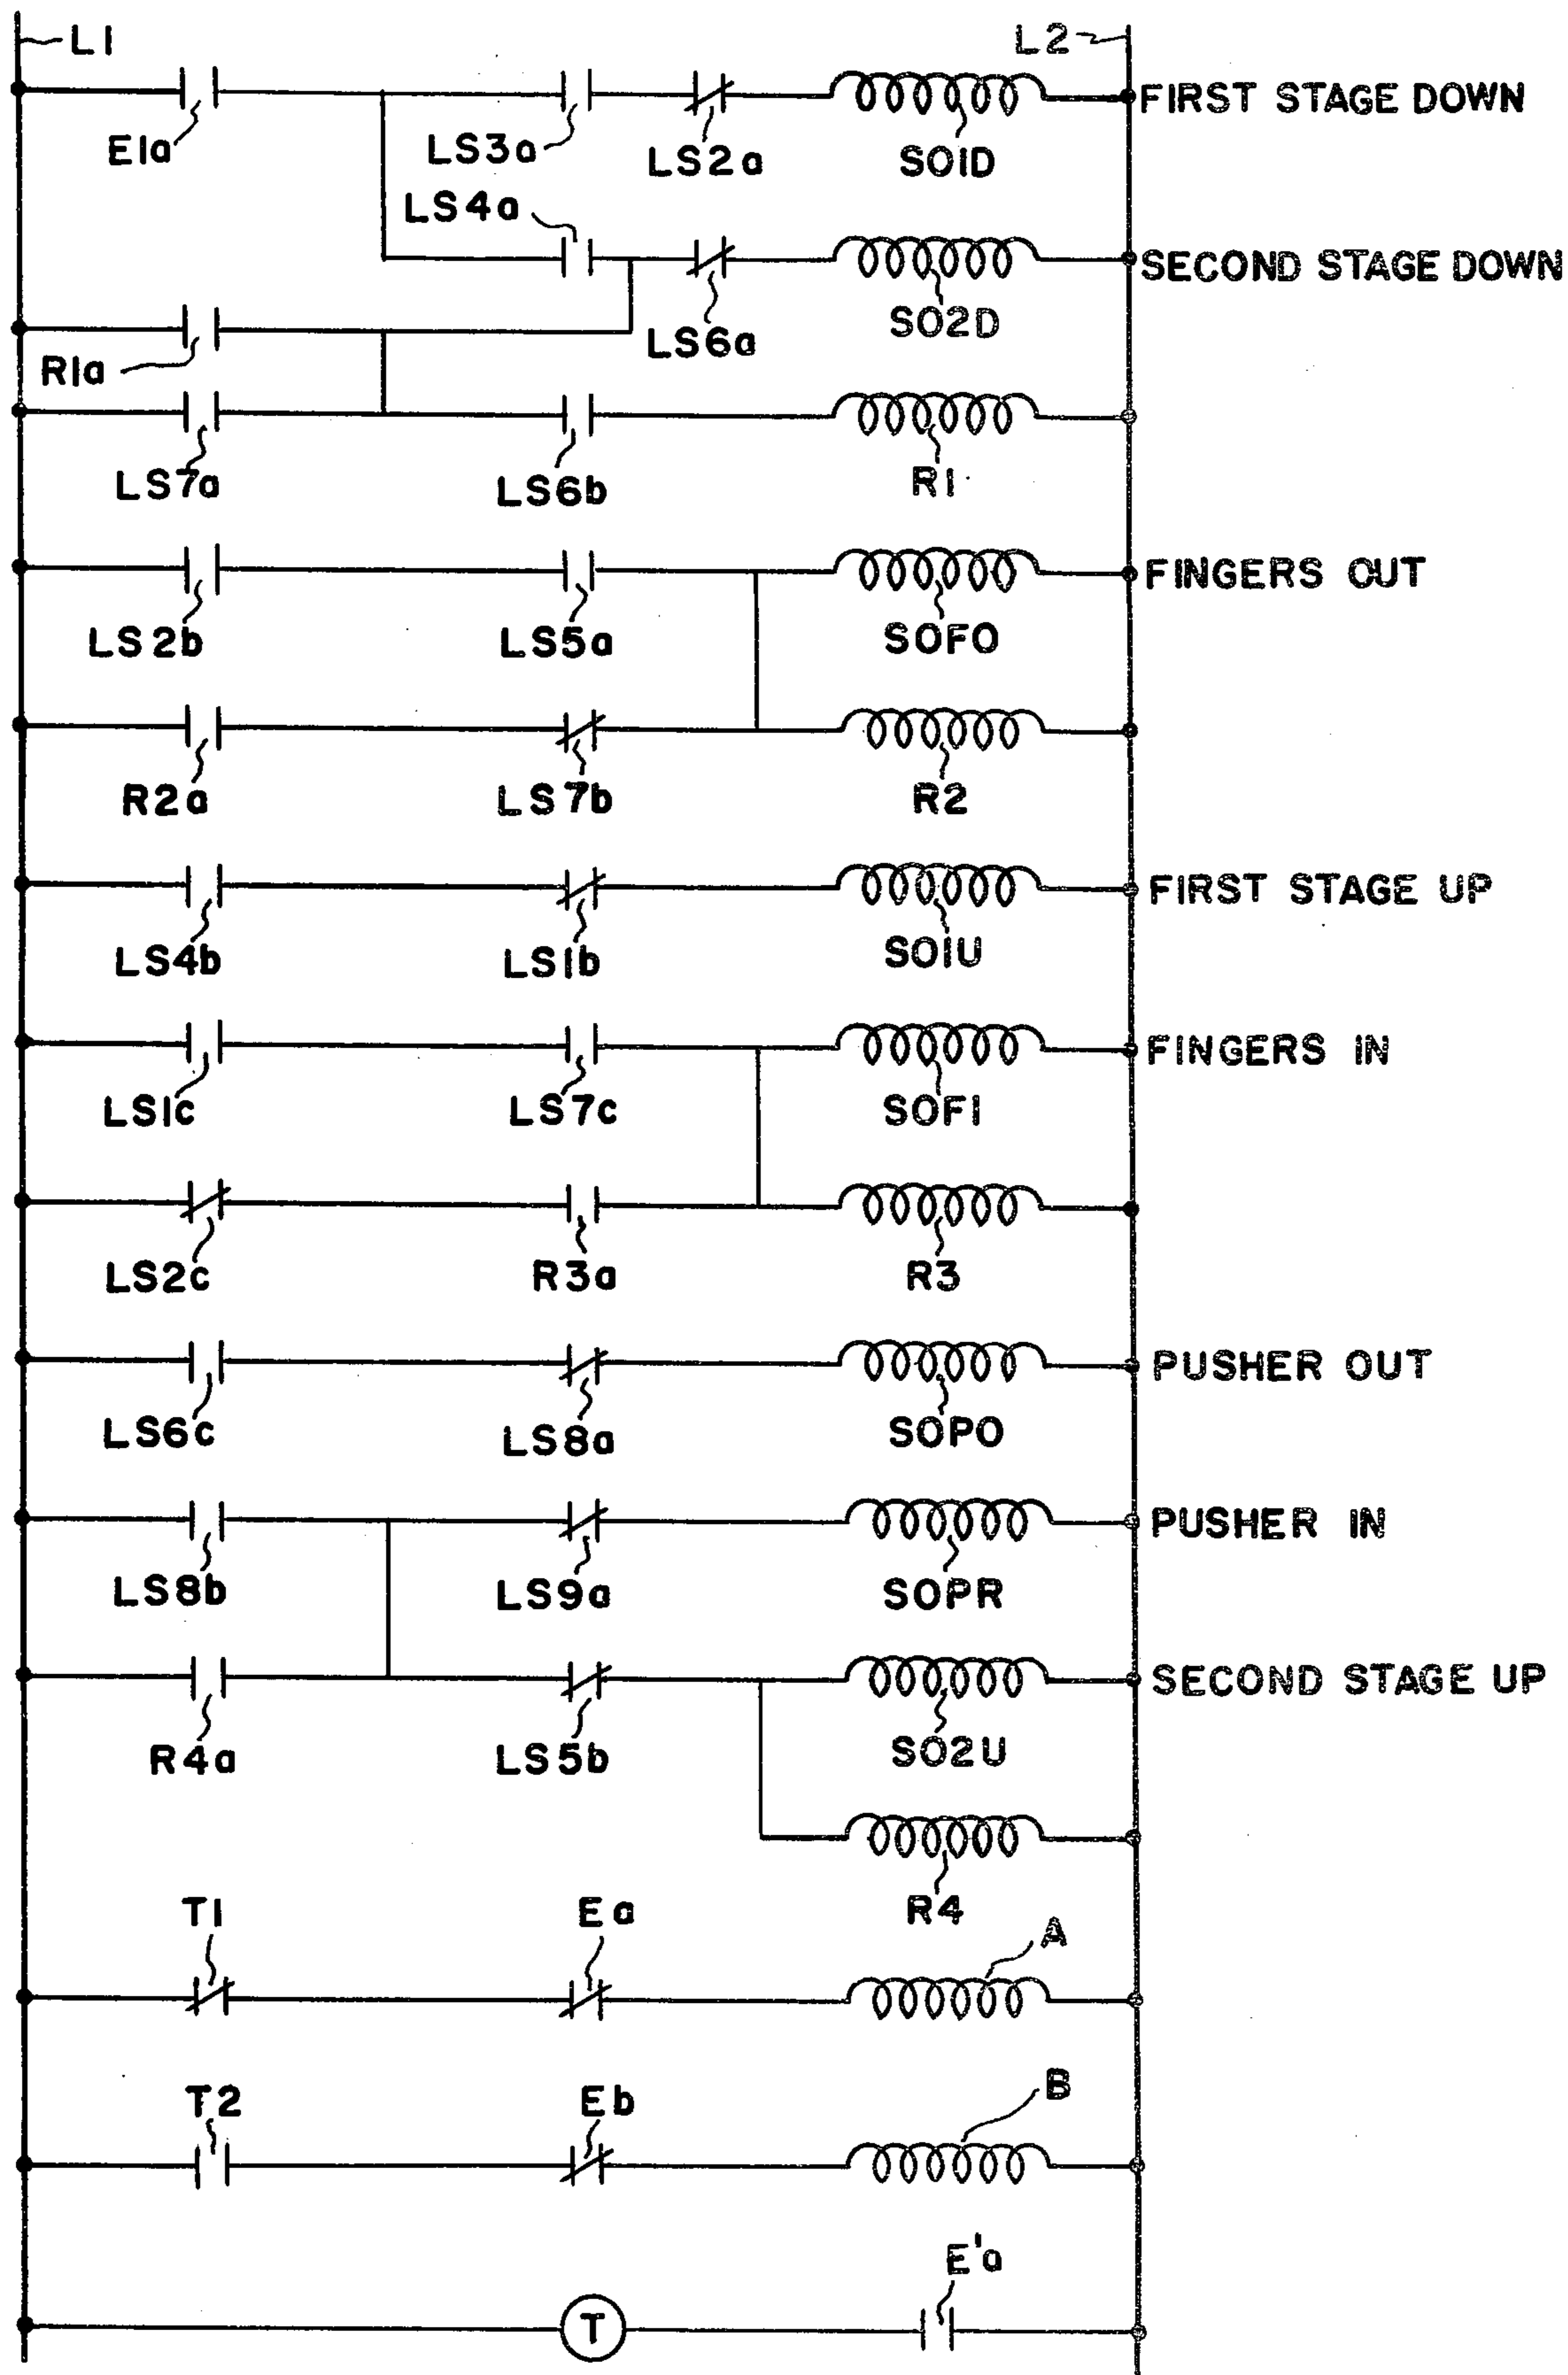 L1
L2
FIRST STAGE DOWN
E1a
LS3a
LS2a
SO1D
LS4a
SECOND STAGE DOWN
SO2D
LS6a
R1a
LS7a
LS6b
R1
FINGERS OUT
LS2b
LS5a
SOFO
R2a
LS7b
R2
FIRST STAGE UP
LS4b
LS1b
SO1U
FINGERS IN
LS1c
LS7c
SOFI
LS2c
R3a
R3
PUSHER OUT
LS6c
LS8a
SOPO
PUSHER IN
LS8b
LS9a
SOPR
SECOND STAGE UP
R4a
LS5b
SO2U
R4
T1
Ea
A
T2
Eb
B
E'a
T